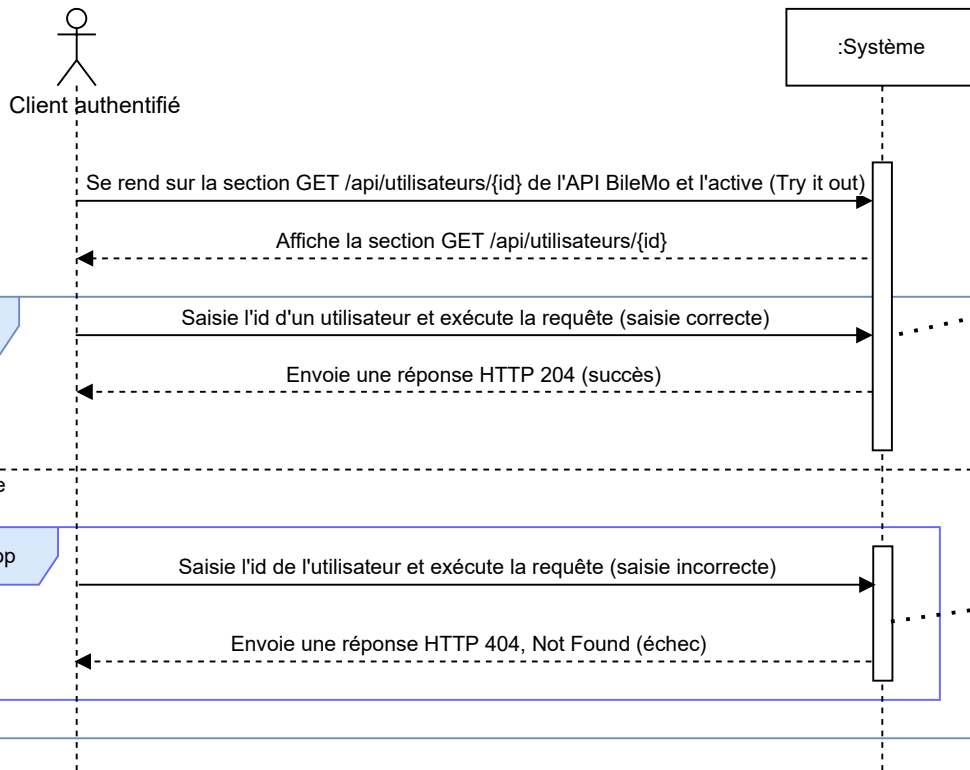 :Système
Client authentifié
Se rend sur la section GET /api/utilisateurs/{id} de l'API BileMo et l'active (Try it out)
Affiche la section GET /api/utilisateurs/{id}
Saisie l'id d'un utilisateur et exécute la requête (saisie correcte)
Envoie une réponse HTTP 204 (succès)
Saisie l'id de l'utilisateur et exécute la requête (saisie incorrecte)
Envoie une réponse HTTP 404, Not Found (échec)